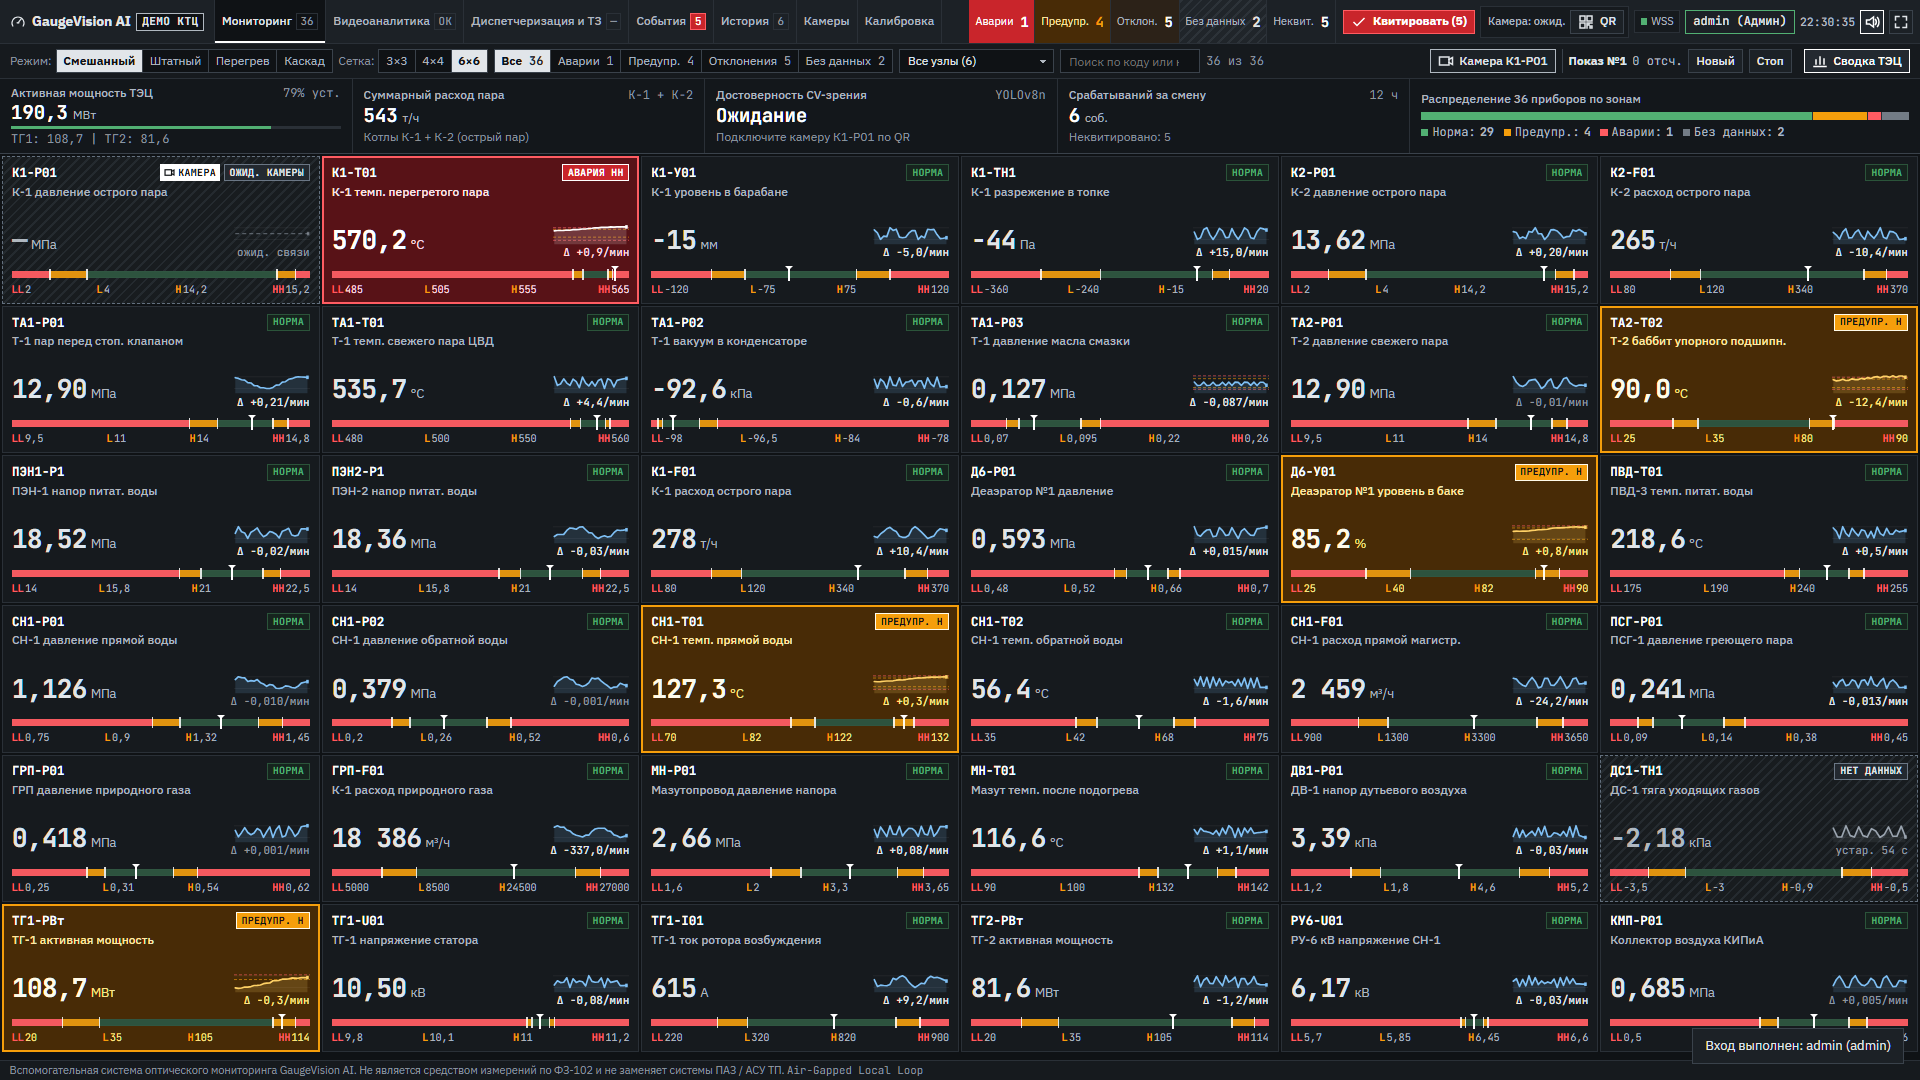 GaugeVision AI ДЕМО КТЦ Мониторинг 36 Видеоаналитика OK Диспетчеризация и ТЗ — События 5 История 6 Камеры Калибровка Аварии 1 Предупр. 4 Отклон. 5 Без данных 2 Неквит. 5 Квитировать (5) Камера: ожид. QR WSS admin (Админ) 22:30:35
Режим: Смешанный Штатный Перегрев Каскад Сетка: 3×3 4×4 6×6 Все 36 Аварии 1 Предупр. 4 Отклонения 5 Без данных 2 Все узлы (6) Поиск по коду или 36 из 36 Камера К1-Р01 Показ №1 0 отсч. Новый Стоп Сводка ТЭЦ
Активная мощность ТЭЦ 79% уст.
190,3 МВт
ТГ1: 108,7 | ТГ2: 81,6
Суммарный расход пара К-1 + К-2
543 т/ч
Котлы К-1 + К-2 (острый пар)
Достоверность CV-зрения YOLOv8n
Ожидание
Подключите камеру К1-Р01 по QR
Срабатываний за смену 12 ч
6 соб.
Неквитировано: 5
Распределение 36 приборов по зонам
Норма: 29 Предупр.: 4 Аварии: 1 Без данных: 2
К1-Р01 КАМЕРА ОЖИД. КАМЕРЫ
К-1 давление острого пара
— МПа
ожид. связи
LL2 L4 H14,2 HH15,2
К1-Т01 АВАРИЯ HH
К-1 темп. перегретого пара
570,2 °C
Δ +0,9/мин
LL485 L505 H555 HH565
К1-У01 НОРМА
К-1 уровень в барабане
-15 мм
Δ -5,0/мин
LL-120 L-75 H75 HH120
К1-ТН1 НОРМА
К-1 разрежение в топке
-44 Па
Δ +15,0/мин
LL-360 L-240 H-15 HH20
К2-Р01 НОРМА
К-2 давление острого пара
13,62 МПа
Δ +0,20/мин
LL2 L4 H14,2 HH15,2
К2-F01 НОРМА
К-2 расход острого пара
265 т/ч
Δ -10,4/мин
LL80 L120 H340 HH370
ТА1-Р01 НОРМА
Т-1 пар перед стоп. клапаном
12,90 МПа
Δ +0,21/мин
LL9,5 L11 H14 HH14,8
ТА1-Т01 НОРМА
Т-1 темп. свежего пара ЦВД
535,7 °C
Δ +4,4/мин
LL480 L500 H550 HH560
ТА1-Р02 НОРМА
Т-1 вакуум в конденсаторе
-92,6 кПа
Δ -0,6/мин
LL-98 L-96,5 H-84 HH-78
ТА1-Р03 НОРМА
Т-1 давление масла смазки
0,127 МПа
Δ -0,087/мин
LL0,07 L0,095 H0,22 HH0,26
ТА2-Р01 НОРМА
Т-2 давление свежего пара
12,90 МПа
Δ -0,01/мин
LL9,5 L11 H14 HH14,8
ТА2-Т02 ПРЕДУПР. H
Т-2 баббит упорного подшипн.
90,0 °C
Δ -12,4/мин
LL25 L35 H80 HH90
ПЭН1-Р1 НОРМА
ПЭН-1 напор питат. воды
18,52 МПа
Δ -0,02/мин
LL14 L15,8 H21 HH22,5
ПЭН2-Р1 НОРМА
ПЭН-2 напор питат. воды
18,36 МПа
Δ -0,03/мин
LL14 L15,8 H21 HH22,5
К1-F01 НОРМА
К-1 расход острого пара
278 т/ч
Δ +10,4/мин
LL80 L120 H340 HH370
Д6-Р01 НОРМА
Деаэратор №1 давление
0,593 МПа
Δ +0,015/мин
LL0,48 L0,52 H0,66 HH0,7
Д6-У01 ПРЕДУПР. H
Деаэратор №1 уровень в баке
85,2 %
Δ +0,8/мин
LL25 L40 H82 HH90
ПВД-Т01 НОРМА
ПВД-3 темп. питат. воды
218,6 °C
Δ +0,5/мин
LL175 L190 H240 HH255
СН1-Р01 НОРМА
СН-1 давление прямой воды
1,126 МПа
Δ -0,010/мин
LL0,75 L0,9 H1,32 HH1,45
СН1-Р02 НОРМА
СН-1 давление обратной воды
0,379 МПа
Δ -0,001/мин
LL0,2 L0,26 H0,52 HH0,6
СН1-Т01 ПРЕДУПР. H
СН-1 темп. прямой воды
127,3 °C
Δ +0,3/мин
LL70 L82 H122 HH132
СН1-Т02 НОРМА
СН-1 темп. обратной воды
56,4 °C
Δ -1,6/мин
LL35 L42 H68 HH75
СН1-F01 НОРМА
СН-1 расход прямой магистр.
2 459 м³/ч
Δ -24,2/мин
LL900 L1300 H3300 HH3650
ПСГ-Р01 НОРМА
ПСГ-1 давление греющего пара
0,241 МПа
Δ -0,013/мин
LL0,09 L0,14 H0,38 HH0,45
ГРП-Р01 НОРМА
ГРП давление природного газа
0,418 МПа
Δ +0,001/мин
LL0,25 L0,31 H0,54 HH0,62
ГРП-F01 НОРМА
К-1 расход природного газа
18 386 м³/ч
Δ -337,0/мин
LL5000 L8500 H24500 HH27000
МН-Р01 НОРМА
Мазутопровод давление напора
2,66 МПа
Δ +0,08/мин
LL1,6 L2 H3,3 HH3,65
МН-Т01 НОРМА
Мазут темп. после подогрева
116,6 °C
Δ +1,1/мин
LL90 L100 H132 HH142
ДВ1-Р01 НОРМА
ДВ-1 напор дутьевого воздуха
3,39 кПа
Δ -0,03/мин
LL1,2 L1,8 H4,6 HH5,2
ДС1-ТН1 НЕТ ДАННЫХ
ДС-1 тяга уходящих газов
-2,18 кПа
устар. 54 с
LL-3,5 L-3 H-0,9 HH-0,5
ТГ1-РВт ПРЕДУПР. H
ТГ-1 активная мощность
108,7 МВт
Δ -0,3/мин
LL20 L35 H105 HH114
ТГ1-U01 НОРМА
ТГ-1 напряжение статора
10,50 кВ
Δ -0,08/мин
LL9,8 L10,1 H11 HH11,2
ТГ1-I01 НОРМА
ТГ-1 ток ротора возбуждения
615 А
Δ +9,2/мин
LL220 L320 H820 HH900
ТГ2-РВт НОРМА
ТГ-2 активная мощность
81,6 МВт
Δ -1,2/мин
LL20 L35 H105 HH114
РУ6-U01 НОРМА
РУ-6 кВ напряжение СН-1
6,17 кВ
Δ -0,03/мин
LL5,7 L5,85 H6,45 HH6,6
КМП-Р01 НОРМА
Коллектор воздуха КИПиА
0,685 МПа
Δ +0,005/мин
LL0,5
Вход выполнен: admin (admin)
Вспомогательная система оптического мониторинга GaugeVision AI. Не является средством измерений по ФЗ-102 и не заменяет системы ПАЗ / АСУ ТП. Air-Gapped Local Loop